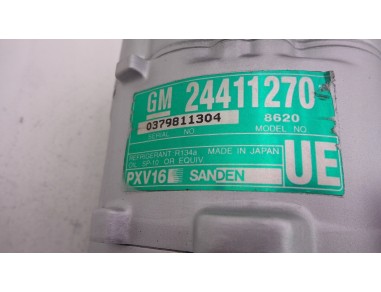 GM 24411270
0379811304 8620
SERIAL NO MODEL NO
REFRIGERANT R134a MADE IN JAPAN
OIL SP-10 OR EQUIV.
UE
PXV16 SANDEN